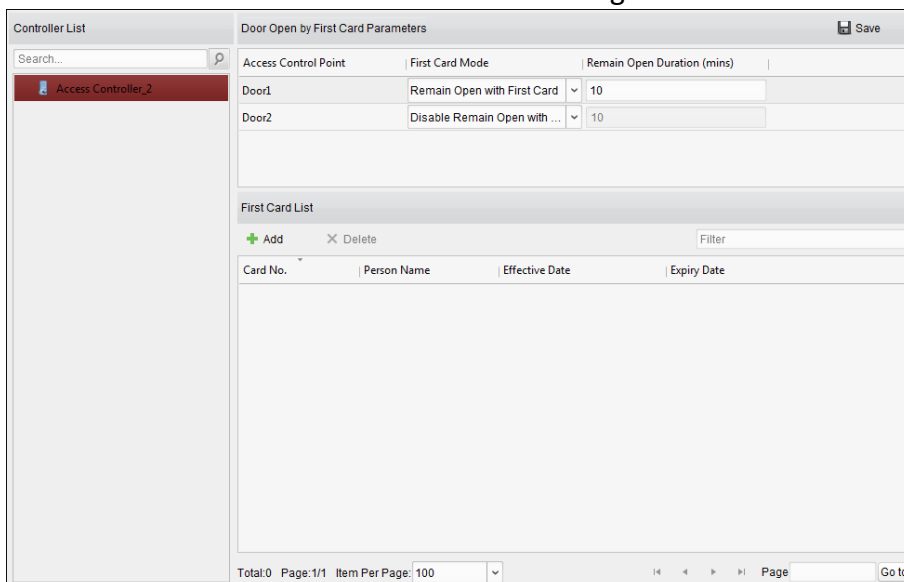 Controller List
Door Open by First Card Parameters
Save
Search...
Access Control Point First Card Mode Remain Open Duration (mins)
Access Controller_2
Door1 Remain Open with First Card 10
Door2 Disable Remain Open with ... 10
First Card List
Add Delete Filter
Card No. Person Name Effective Date Expiry Date
Total:0 Page:1/1 Item Per Page: 100 Page Go to